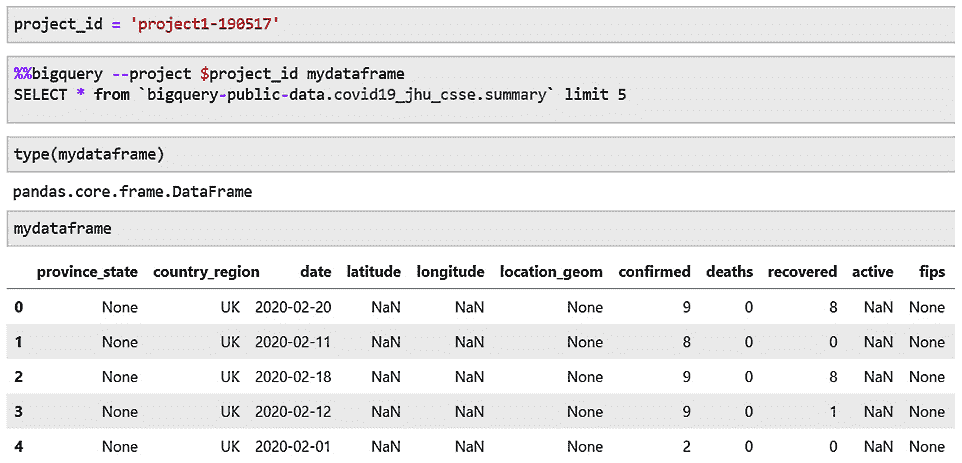 project_id = 'project1-190517'
%%bigquery --project $project_id mydataframe
SELECT * from `bigquery-public-data.covid19_jhu_csse.summary` limit 5
type(mydataframe)
pandas.core.frame.DataFrame
mydataframe
province_state country_region date latitude longitude location_geom confirmed deaths recovered active fips
0 None UK 2020-02-20 NaN NaN None 9 0 8 NaN None
1 None UK 2020-02-11 NaN NaN None 8 0 0 NaN None
2 None UK 2020-02-18 NaN NaN None 9 0 8 NaN None
3 None UK 2020-02-12 NaN NaN None 9 0 1 NaN None
4 None UK 2020-02-01 NaN NaN None 2 0 0 NaN None